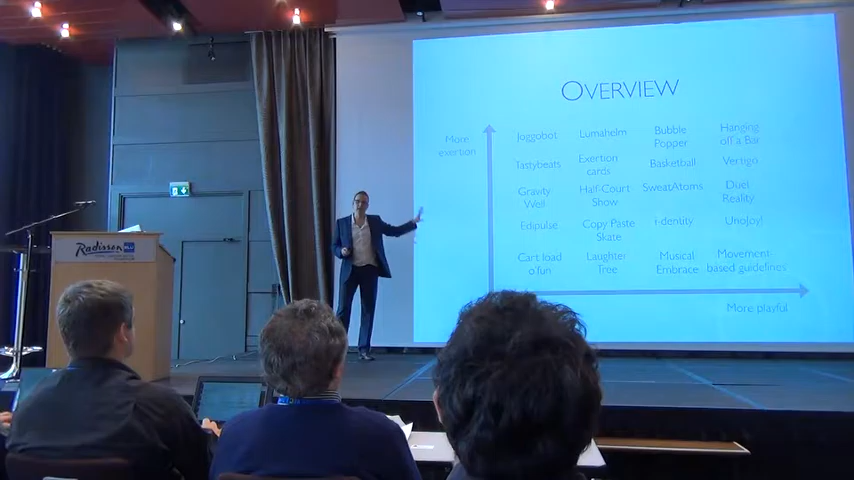 OVERVIEW
More exertion
Joggobot
Lumahelm
Bubble Popper
Hanging off a Bar
Tastybeats
Exertion cards
Basketball
Vertigo
Gravity Well
Half-Court Show
SweatAtoms
Duel Reality
Edipulse
Copy Paste Skate
i-dentity
UnoJoy!
Cart load o'fun
Laughter Tree
Musical Embrace
Movement-based guidelines
More playful
Radisson BLU